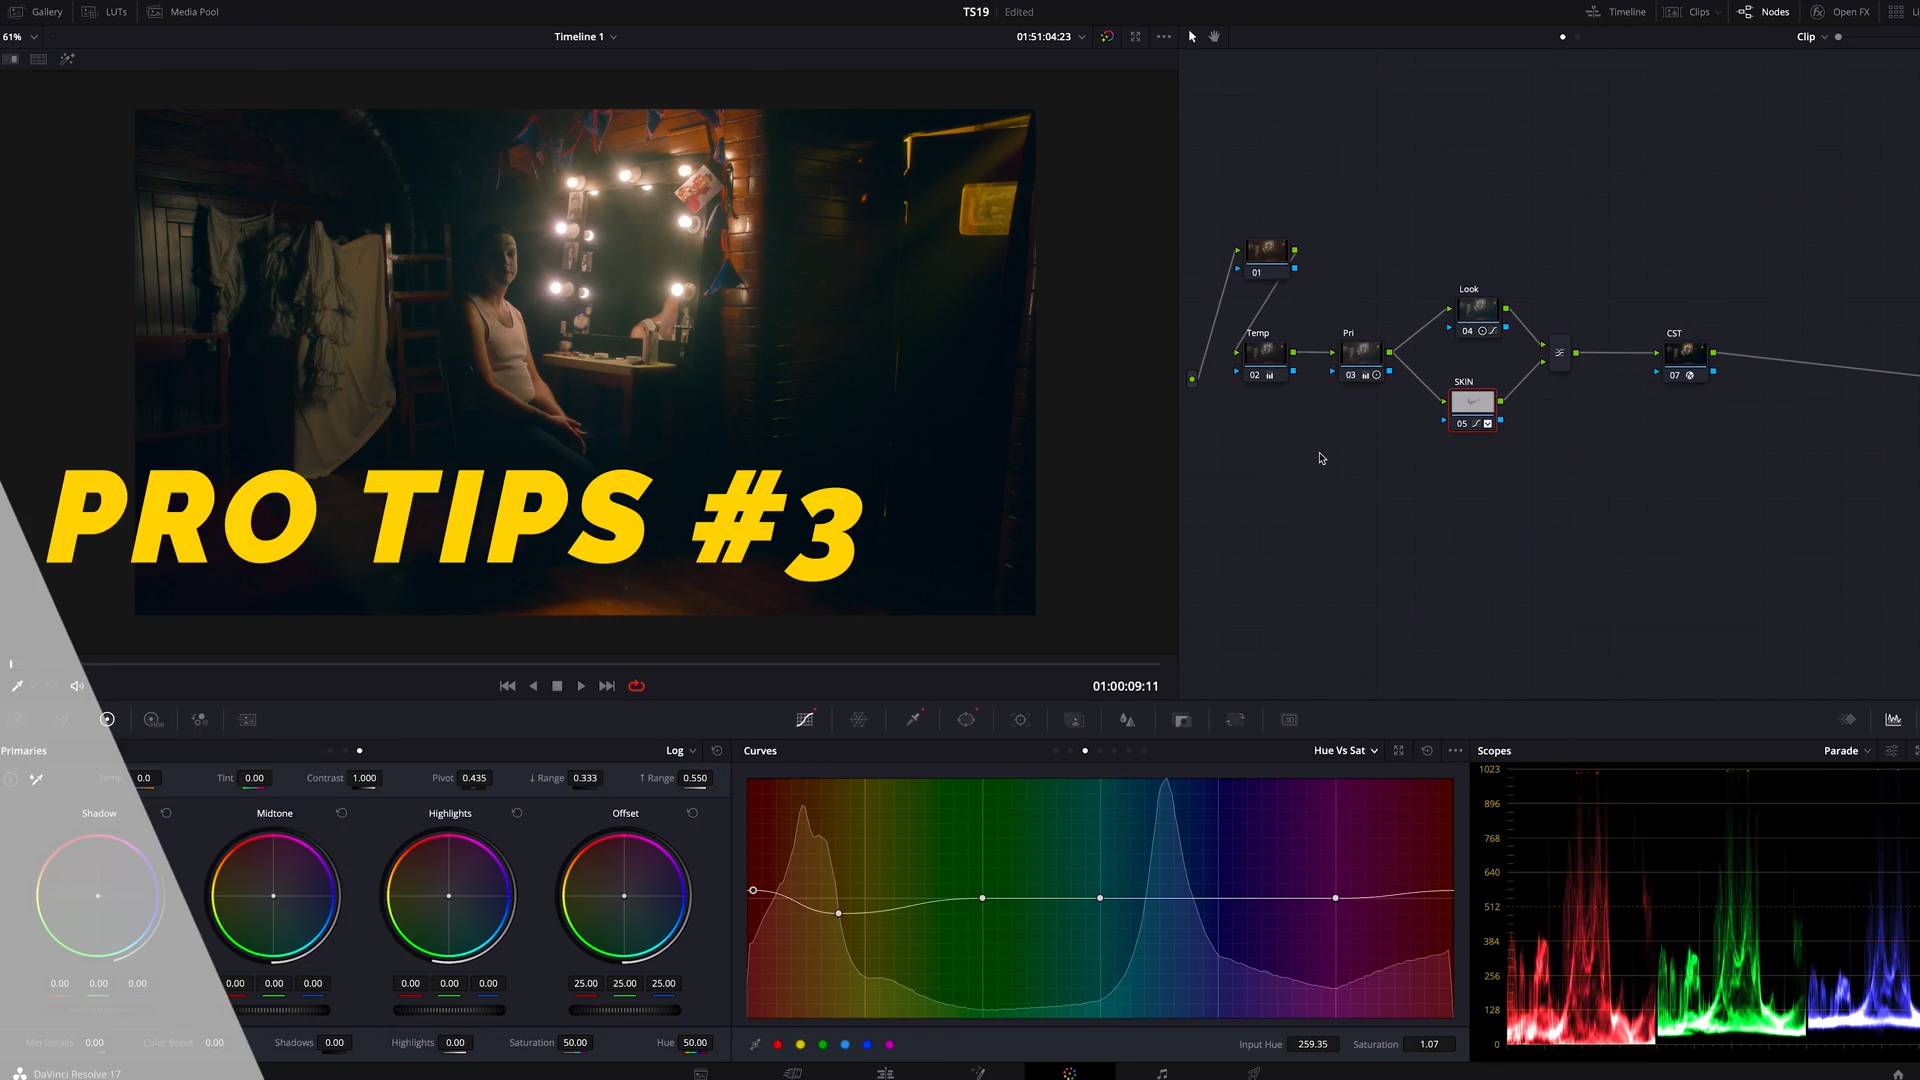 Gallery LUTs Media Pool TS19 Edited Timeline Clips Nodes Open FX
61% Timeline 1 01:51:04:23 Clip
01
Look
04
Temp Pri CST
02 03 07
SKIN
05
PRO TIPS #3
01:00:09:11
Primaries Log Curves Hue Vs Sat Scopes Parade
Temp 0.0 Tint 0.00 Contrast 1.000 Pivot 0.435 ↓ Range 0.333 ↑ Range 0.550
Shadow Midtone Highlights Offset
0.00 0.00 0.00 0.00 0.00 0.00 0.00 0.00 0.00 25.00 25.00 25.00
Mid Details 0.00 Color Boost 0.00 Shadows 0.00 Highlights 0.00 Saturation 50.00 Hue 50.00
Input Hue 259.35 Saturation 1.07
1023
896
768
640
512
384
256
128
0
DaVinci Resolve 17